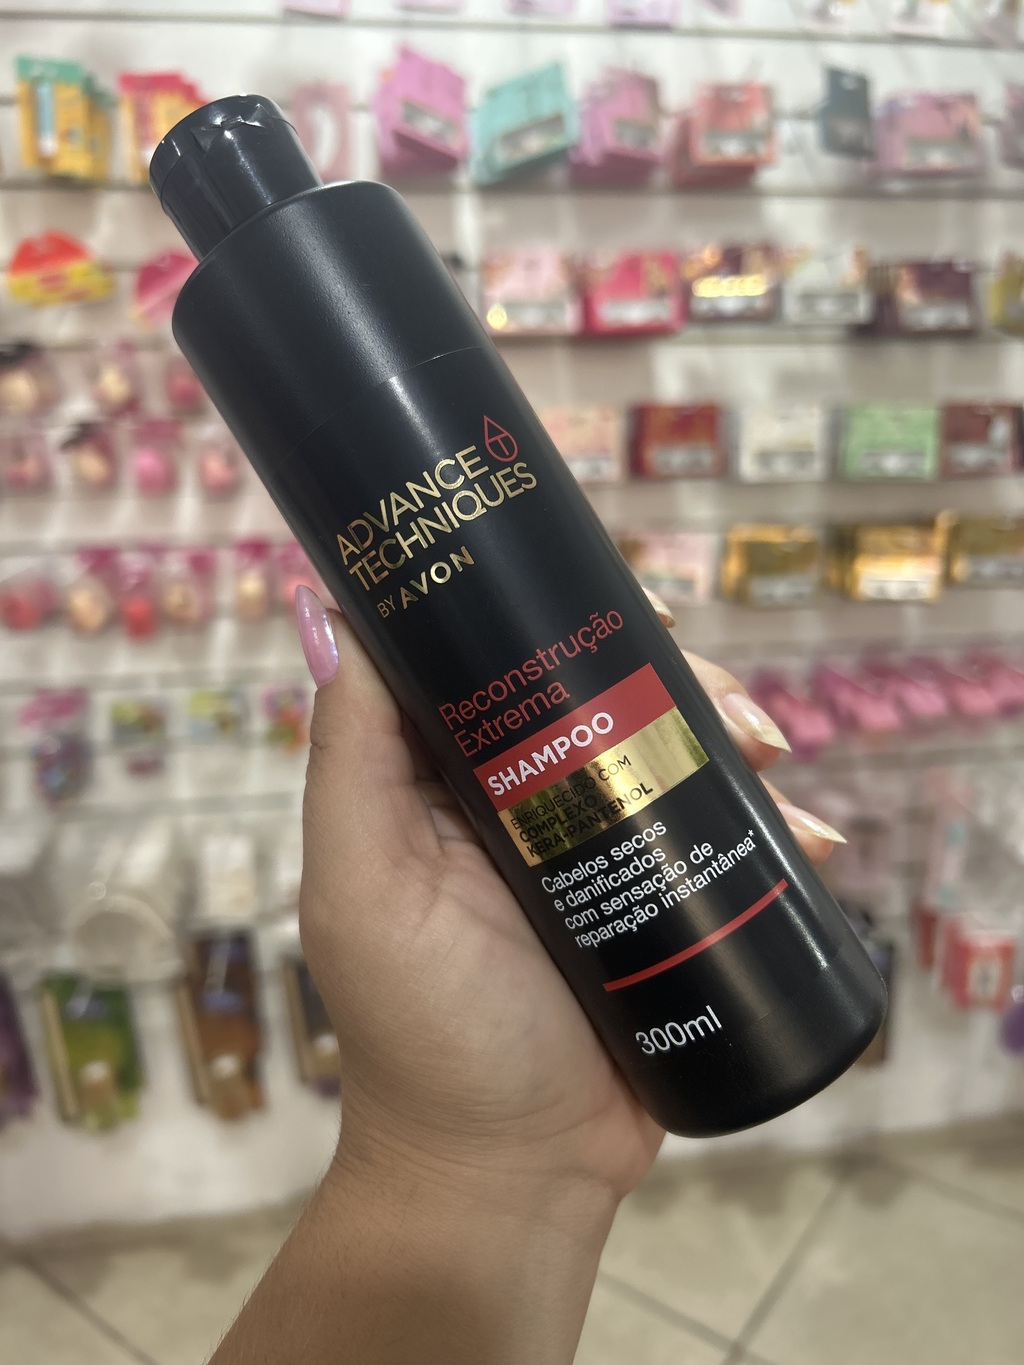 ADVANCE
TECHNIQUES
BY AVON
Reconstrução
Extrema
SHAMPOO
ENRIQUECIDO COM
COMPLEXO
KERA-PANTENOL
Cabelos secos
e danificados
com sensação de
reparação instantânea*
300ml